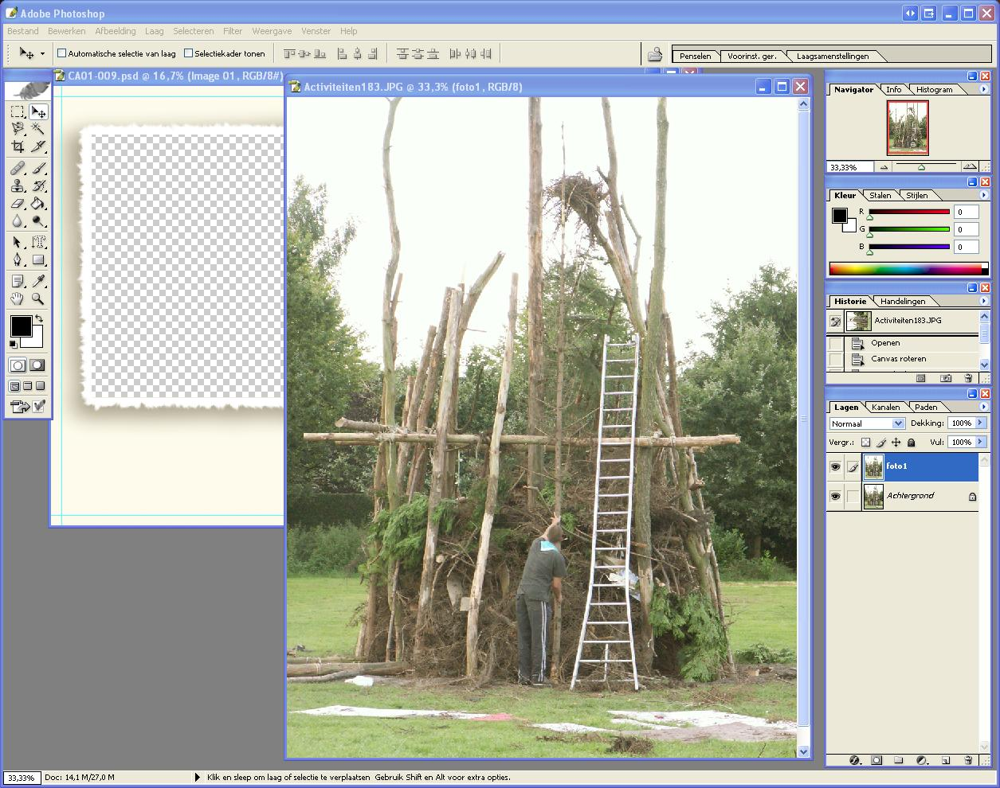 Adobe Photoshop
Bestand Bewerken Afbeelding Laag Selecteren Filter Weergave Venster Help
Automatische selectie van laag Selectiekader tonen Penselen Voorinst. ger. Laagsamenstellingen
CA01-009.psd @ 16,7% (Image 01, RGB/8#)
Activiteiten183.JPG @ 33,3% (foto1, RGB/8)
Navigator Info Histogram
33,33%
Kleur Stalen Stijlen
R 0
G 0
B 0
Historie Handelingen
Activiteiten183.JPG
Openen
Canvas roteren
Lagen Kanalen Paden
Normaal Dekking: 100%
Vergr.: Vul: 100%
foto1
Achtergrond
33,33% Doc: 14,1 M/27,0 M Klik en sleep om laag of selectie te verplaatsen Gebruik Shift en Alt voor extra opties.